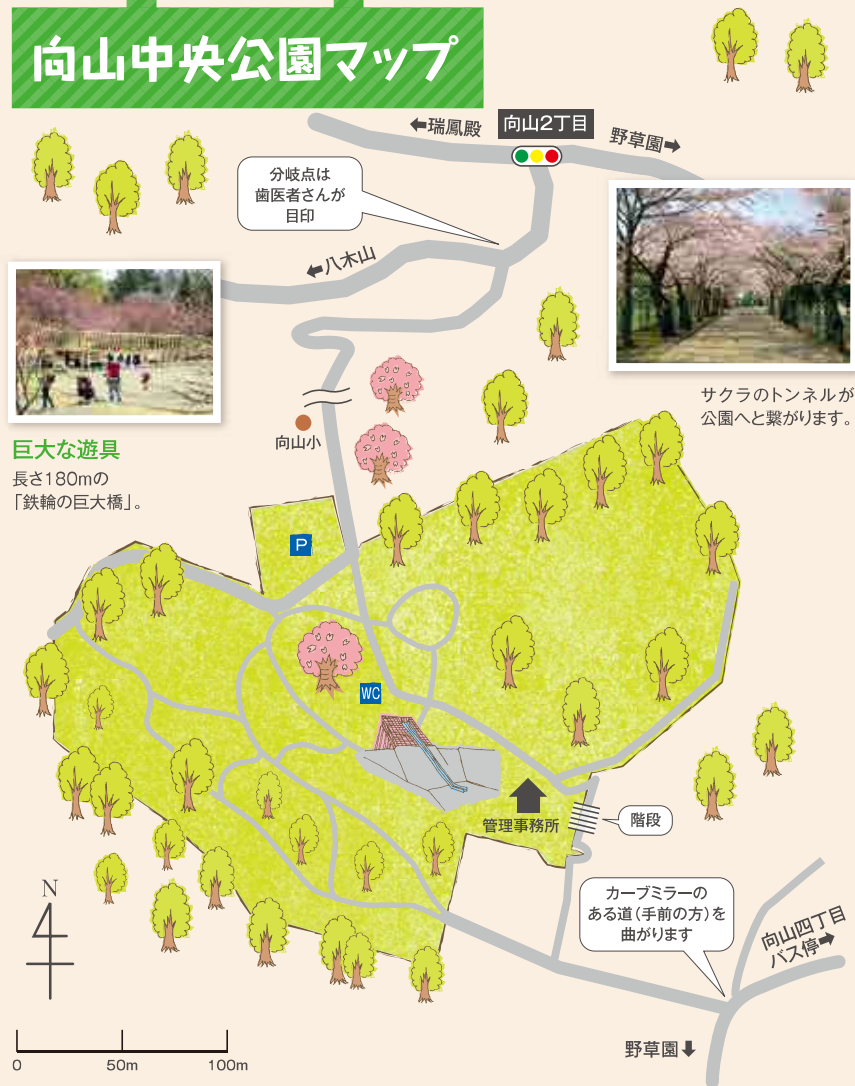 向山中央公園マップ
←瑞鳳殿
向山2丁目
野草園→
分岐点は
歯医者さんが
目印
←八木山
サクラのトンネルが
公園へと繋がります。
向山小
巨大な遊具
長さ180mの
「鉄輪の巨大橋」。
P
WC
管理事務所
階段
カーブミラーの
ある道(手前の方)を
曲がります
向山四丁目
バス停→
N
野草園↓
0 50m 100m